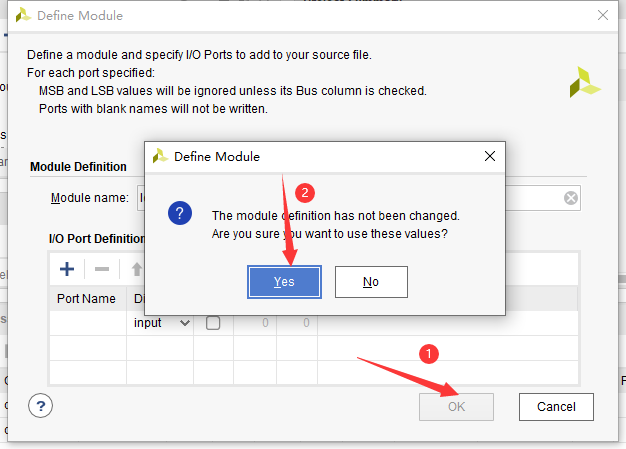 Define Module
Define a module and specify I/O Ports to add to your source file.
For each port specified:
MSB and LSB values will be ignored unless its Bus column is checked.
Ports with blank names will not be written.
Module Definition
Module name:
Define Module
2
?
The module definition has not been changed.
Are you sure you want to use these values?
Yes
No
I/O Port Definition
Port Name
input
0
0
1
?
OK
Cancel